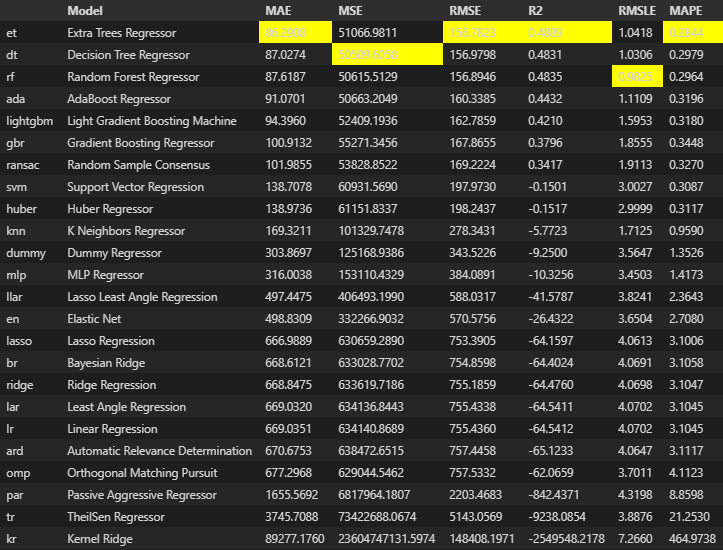 Model MAE MSE RMSE R2 RMSLE MAPE
et Extra Trees Regressor 51066.9811 156.7823 0.4889 1.0418 0.2844
dt Decision Tree Regressor 87.0274 50509.6058 156.9798 0.4831 1.0306 0.2979
rf Random Forest Regressor 87.6187 50615.5129 156.8946 0.4835 0.9825 0.2964
ada AdaBoost Regressor 91.0701 50663.2049 160.3385 0.4432 1.1109 0.3196
lightgbm Light Gradient Boosting Machine 94.3960 52409.1936 162.7859 0.4210 1.5953 0.3180
gbr Gradient Boosting Regressor 100.9132 55271.3456 167.8655 0.3796 1.8555 0.3448
ransac Random Sample Consensus 101.9855 53828.8522 169.2224 0.3417 1.9113 0.3270
svm Support Vector Regression 138.7078 60931.5690 197.9730 -0.1501 3.0027 0.3087
huber Huber Regressor 138.9736 61151.8337 198.2437 -0.1517 2.9999 0.3117
knn K Neighbors Regressor 169.3211 101329.7478 278.3431 -5.7723 1.7125 0.9590
dummy Dummy Regressor 303.8697 125168.9386 343.5226 -9.2500 3.5647 1.3526
mlp MLP Regressor 316.0038 153110.4329 384.0891 -10.3256 3.4503 1.4173
llar Lasso Least Angle Regression 497.4475 406493.1990 588.0317 -41.5787 3.8241 2.3643
en Elastic Net 498.8309 332266.9032 570.5756 -26.4322 3.6504 2.7080
lasso Lasso Regression 666.9889 630659.2890 753.3905 -64.1597 4.0613 3.1006
br Bayesian Ridge 668.6121 633028.7702 754.8598 -64.4024 4.0691 3.1058
ridge Ridge Regression 668.8475 633619.7186 755.1859 -64.4760 4.0698 3.1047
lar Least Angle Regression 669.0320 634136.8443 755.4338 -64.5411 4.0702 3.1045
lr Linear Regression 669.0351 634140.8689 755.4360 -64.5412 4.0702 3.1045
ard Automatic Relevance Determination 670.6753 638472.6515 757.4458 -65.1233 4.0647 3.1117
omp Orthogonal Matching Pursuit 677.2968 629044.5462 757.5332 -62.0659 3.7011 4.1123
par Passive Aggressive Regressor 1655.5692 6817964.1807 2203.4683 -842.4371 4.3198 8.8598
tr TheilSen Regressor 3745.7088 73422688.0674 5143.0569 -9238.0854 3.8876 21.2530
kr Kernel Ridge 89277.1760 23604747131.5974 148408.1971 -2549548.2178 7.2660 464.9738